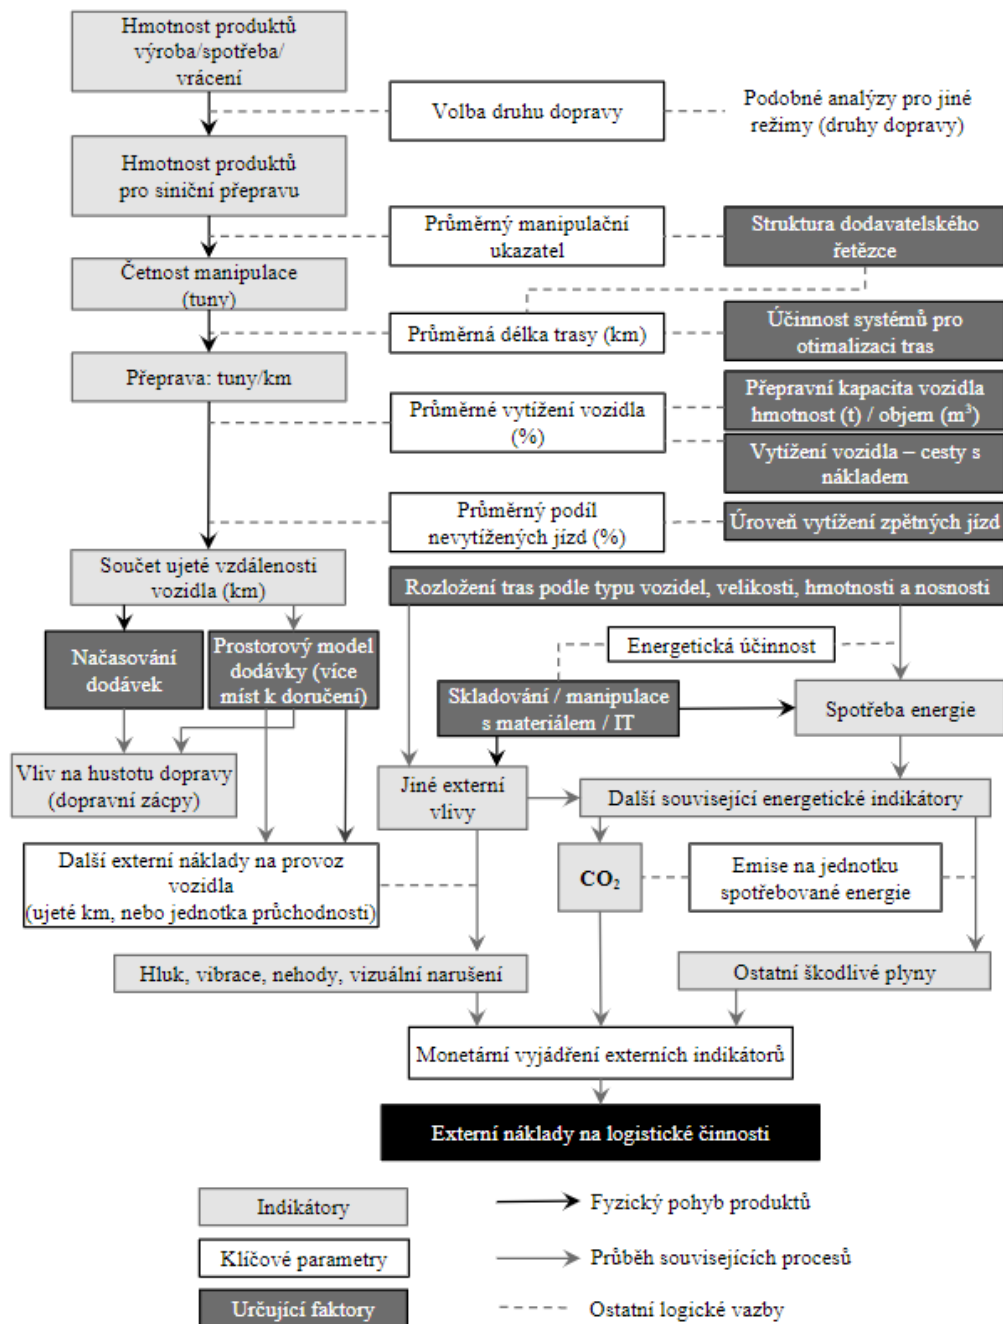 Hmotnost produktů
výroba/spotřeba/
vrácení
Volba druhu dopravy
Podobné analýzy pro jiné
režimy (druhy dopravy)
Hmotnost produktů
pro siniční přepravu
Průměrný manipulační
ukazatel
Struktura dodavatelského
řetězce
Četnost manipulace
(tuny)
Průměrná délka trasy (km)
Účinnost systémů pro
otimalizaci tras
Přeprava: tuny/km
Průměrné vytížení vozidla
(%)
Přepravní kapacita vozidla
hmotnost (t) / objem (m³)
Vytížení vozidla – cesty s
nákladem
Průměrný podíl
nevytížených jízd (%)
Úroveň vytížení zpětných jízd
Součet ujeté vzdálenosti
vozidla (km)
Rozložení tras podle typu vozidel, velikosti, hmotnosti a nosnosti
Načasování
dodávek
Prostorový model
dodávky (více
míst k doručení)
Energetická účinnost
Skladování / manipulace
s materiálem / IT
Spotřeba energie
Vliv na hustotu dopravy
(dopravní zácpy)
Jiné externí
vlivy
Další související energetické indikátory
Další externí náklady na provoz
vozidla
(ujeté km, nebo jednotka průchodnosti)
CO₂
Emise na jednotku
spotřebované energie
Hluk, vibrace, nehody, vizuální narušení
Ostatní škodlivé plyny
Monetární vyjádření externích indikátorů
Externí náklady na logistické činnosti
Indikátory
Fyzický pohyb produktů
Klíčové parametry
Průběh souvisejících procesů
Určující faktory
Ostatní logické vazby